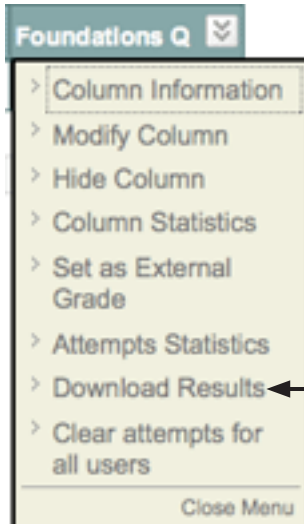 Foundations Q
Column Information
Modify Column
Hide Column
Column Statistics
Set as External
Grade
Attempts Statistics
Download Results
Clear attempts for
all users
Close Menu